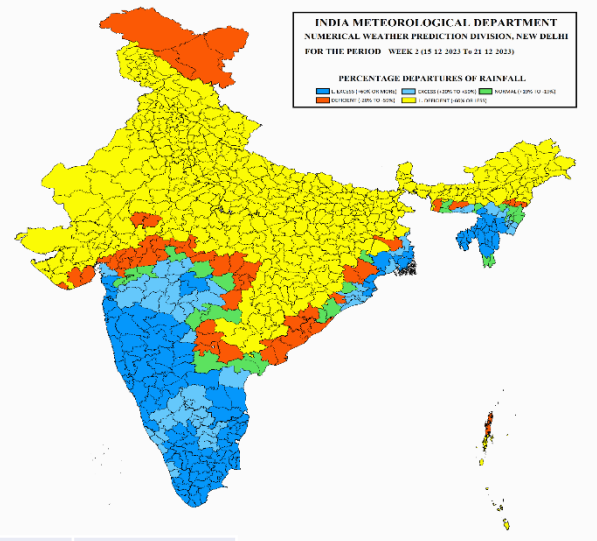 INDIA METEOROLOGICAL DEPARTMENT
NUMERICAL WEATHER PREDICTION DIVISION, NEW DELHI
FOR THE PERIOD WEEK 2 (15 12 2023 To 21 12 2023)
PERCENTAGE DEPARTURES OF RAINFALL
L. EXCESS (+60% OR MORE) EXCESS (+20% TO +59%) NORMAL (+19% TO -19%)
DEFICIENT (-20% TO -59%) L. DEFICIENT (-60% OR LESS)